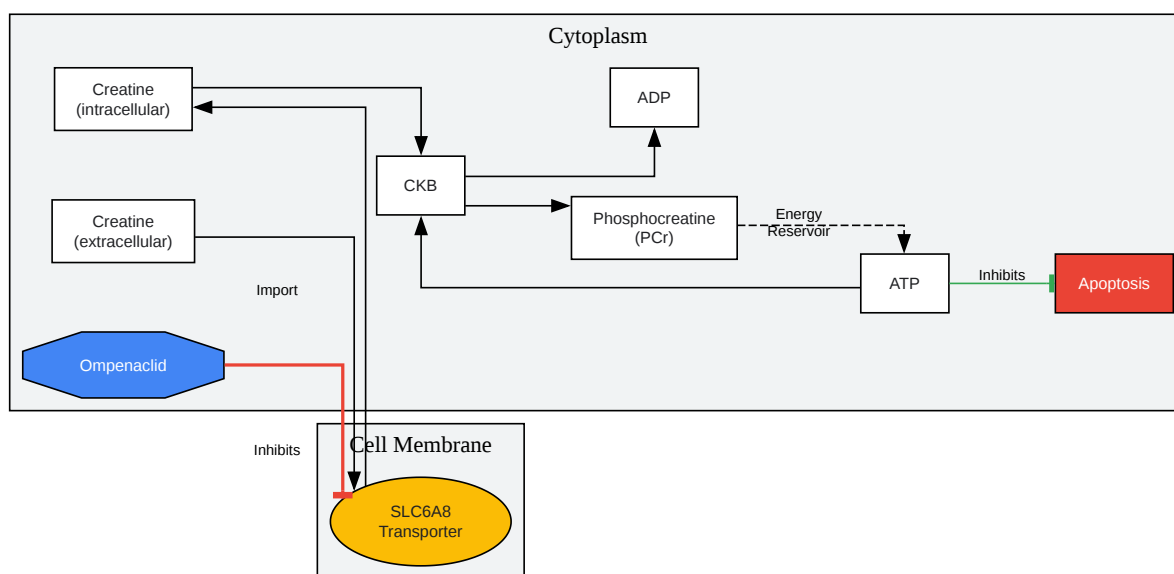 Cytoplasm
Creatine
(intracellular)
ADP
CKB
Creatine
(extracellular)
Phosphocreatine
(PCr)
Energy
Reservoir
ATP
Inhibits
Apoptosis
Import
Ompenaclid
Inhibits
Cell Membrane
SLC6A8
Transporter